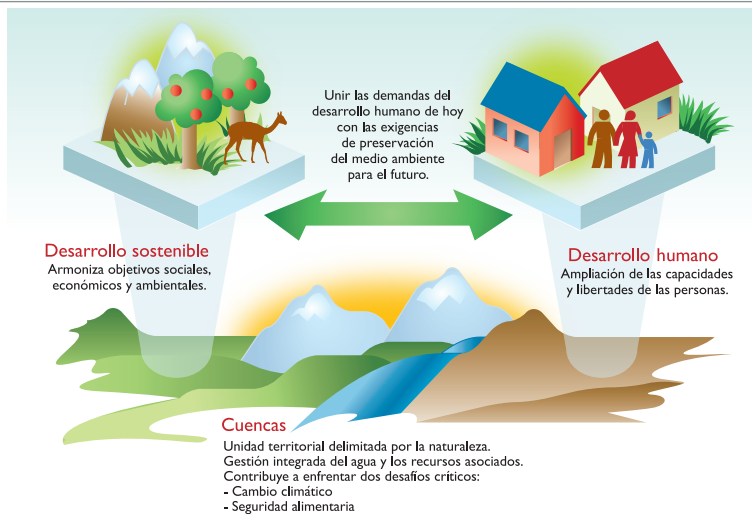 Unir las demandas del
desarrollo humano de hoy
con las exigencias
de preservación
del medio ambiente
para el futuro.
Desarrollo sostenible
Armoniza objetivos sociales,
económicos y ambientales.
Desarrollo humano
Ampliación de las capacidades
y libertades de las personas.
Cuencas
Unidad territorial delimitada por la naturaleza.
Gestión integrada del agua y los recursos asociados.
Contribuye a enfrentar dos desafíos críticos:
- Cambio climático
- Seguridad alimentaria